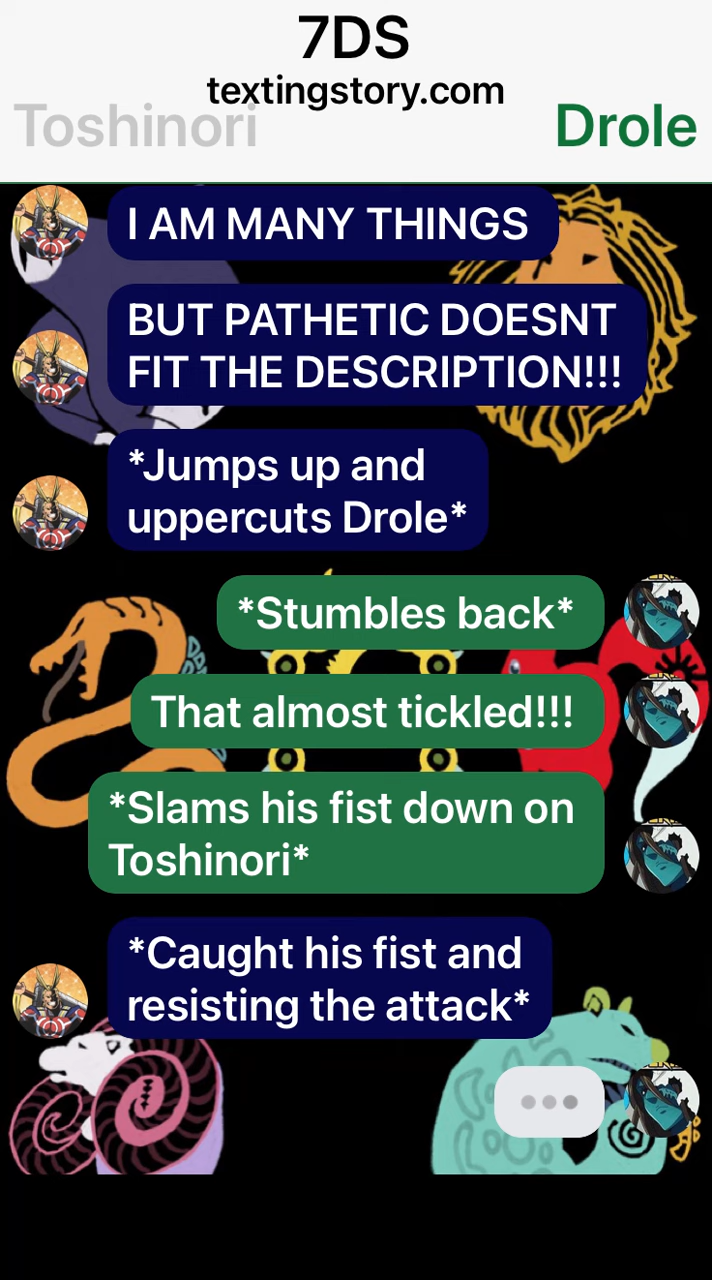 7DS
textingstory.com
Toshinori
Drole
I AM MANY THINGS
BUT PATHETIC DOESNT
FIT THE DESCRIPTION!!!
*Jumps up and
uppercuts Drole*
*Stumbles back*
That almost tickled!!!
*Slams his fist down on
Toshinori*
*Caught his fist and
resisting the attack*